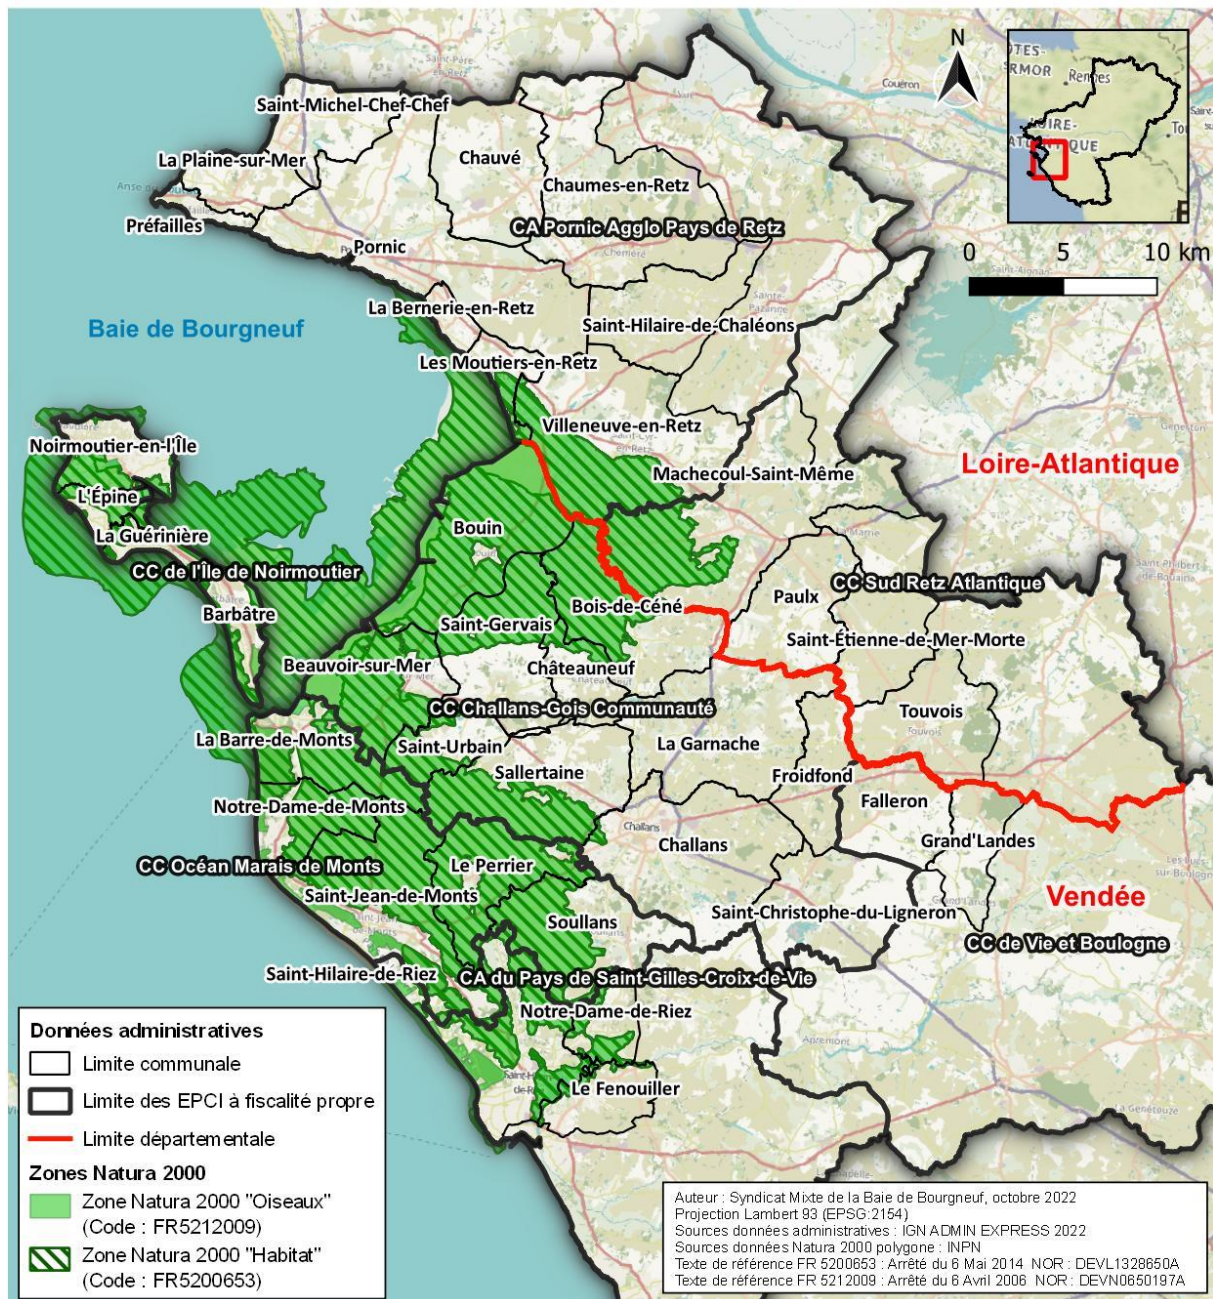 N
CÔTES-
Rennes
LOIRE-
0 5 10 km
Saint-Michel-Chef-Chef
La Plaine-sur-Mer
Chauvé
Chaumes-en-Retz
Préfailles
CA Pornic Agglo Pays de Retz
Pornic
La Bernerie-en-Retz
Baie de Bourgneuf
Saint-Hilaire-de-Chaléons
Les Moutiers-en-Retz
Villeneuve-en-Retz
Noirmoutier-en-l'Île
Machecoul-Saint-Même
Loire-Atlantique
L'Épine
La Guérinière
Bouin
CC de l'Île de Noirmoutier
CC Sud Retz Atlantique
Barbâtre
Bois-de-Céné
Paulx
Saint-Gervais
Saint-Étienne-de-Mer-Morte
Beauvoir-sur-Mer
Châteauneuf
CC Challans-Gois Communauté
Touvois
La Barre-de-Monts
Saint-Urbain
La Garnache
Sallertaine
Froidfond
Notre-Dame-de-Monts
Falleron
Challans
Grand'Landes
CC Océan Marais de Monts
Le Perrier
Saint-Jean-de-Monts
Vendée
Soullans
Saint-Christophe-du-Ligneron
CC de Vie et Boulogne
Saint-Hilaire-de-Riez
CA du Pays de Saint-Gilles-Croix-de-Vie
Notre-Dame-de-Riez
Le Fenouiller
Couëron
Challans
Apremont
La Génétouze
Touvois
La Marne
Données administratives
Limite communale
Limite des EPCI à fiscalité propre
Limite départementale
Zones Natura 2000
Zone Natura 2000 "Oiseaux"
(Code : FR5212009)
Zone Natura 2000 "Habitat"
(Code : FR5200653)
Auteur : Syndicat Mixte de la Baie de Bourgneuf, octobre 2022
Projection Lambert 93 (EPSG:2154)
Sources données administratives : IGN ADMIN EXPRESS 2022
Sources données Natura 2000 polygone : INPN
Texte de référence FR 5200653 : Arrêté du 6 Mai 2014 NOR : DEVL1328650A
Texte de référence FR 5212009 : Arrêté du 6 Avril 2006 NOR : DEVN0650197A